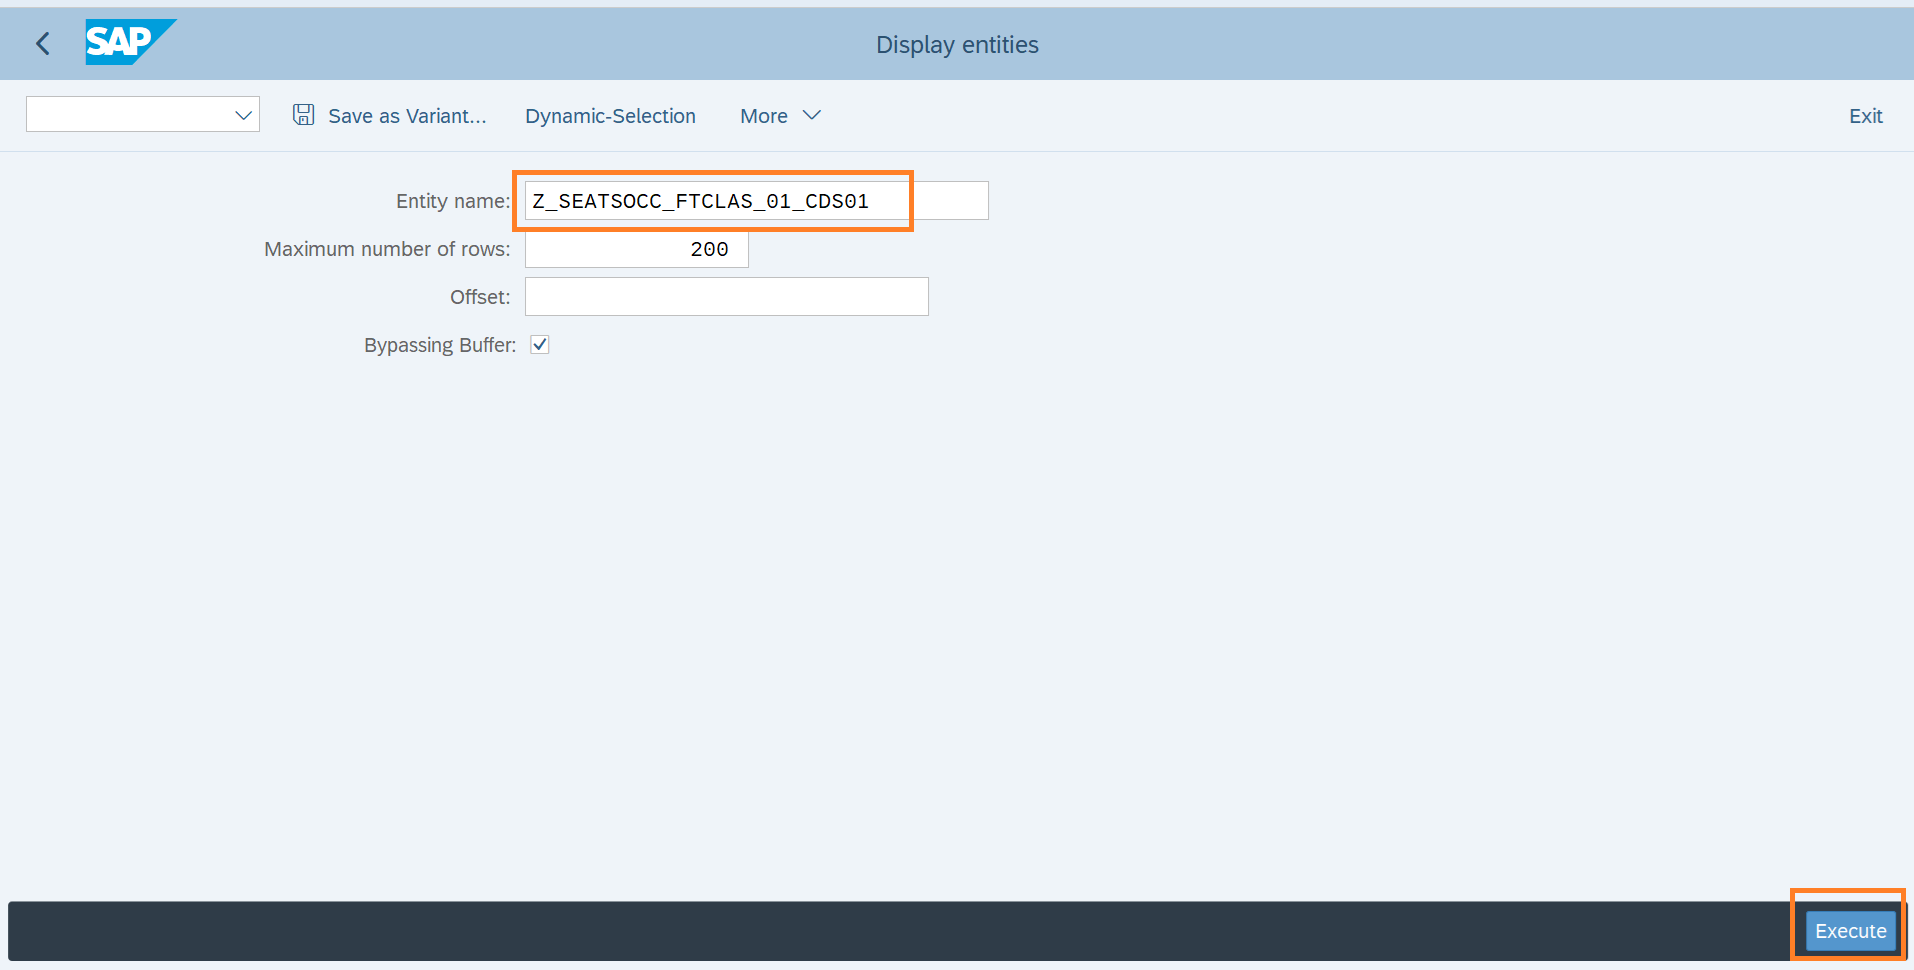 SAP
Display entities
Save as Variant... Dynamic-Selection More Exit
Entity name: Z_SEATSOCC_FTCLAS_01_CDS01
Maximum number of rows: 200
Offset:
Bypassing Buffer:
Execute